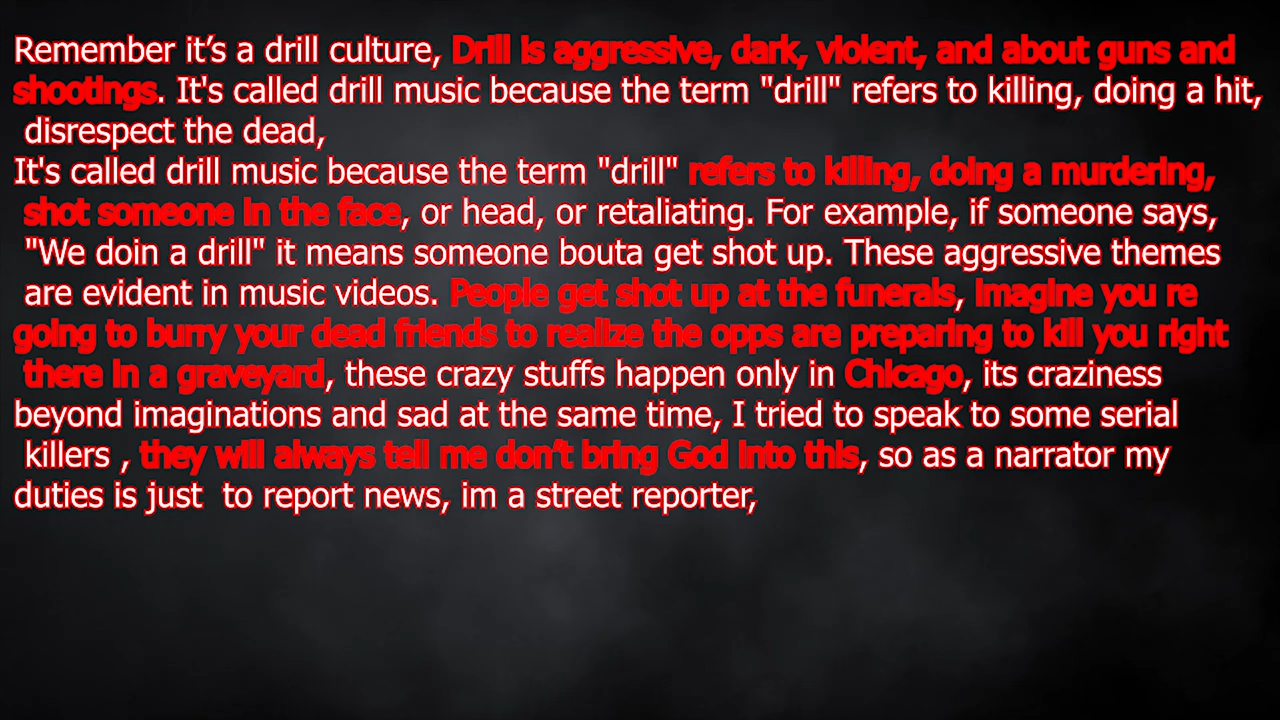 Remember it’s a drill culture, Drill is aggressive, dark, violent, and about guns and
shootings. It's called drill music because the term "drill" refers to killing, doing a hit,
disrespect the dead,
It's called drill music because the term "drill" refers to killing, doing a murdering,
shot someone in the face, or head, or retaliating. For example, if someone says,
"We doin a drill" it means someone bouta get shot up. These aggressive themes
are evident in music videos. People get shot up at the funerals, imagine you re
going to burry your dead friends to realize the opps are preparing to kill you right
there in a graveyard, these crazy stuffs happen only in Chicago, its craziness
beyond imaginations and sad at the same time, I tried to speak to some serial
killers , they will always tell me don’t bring God into this, so as a narrator my
duties is just  to report news, im a street reporter,